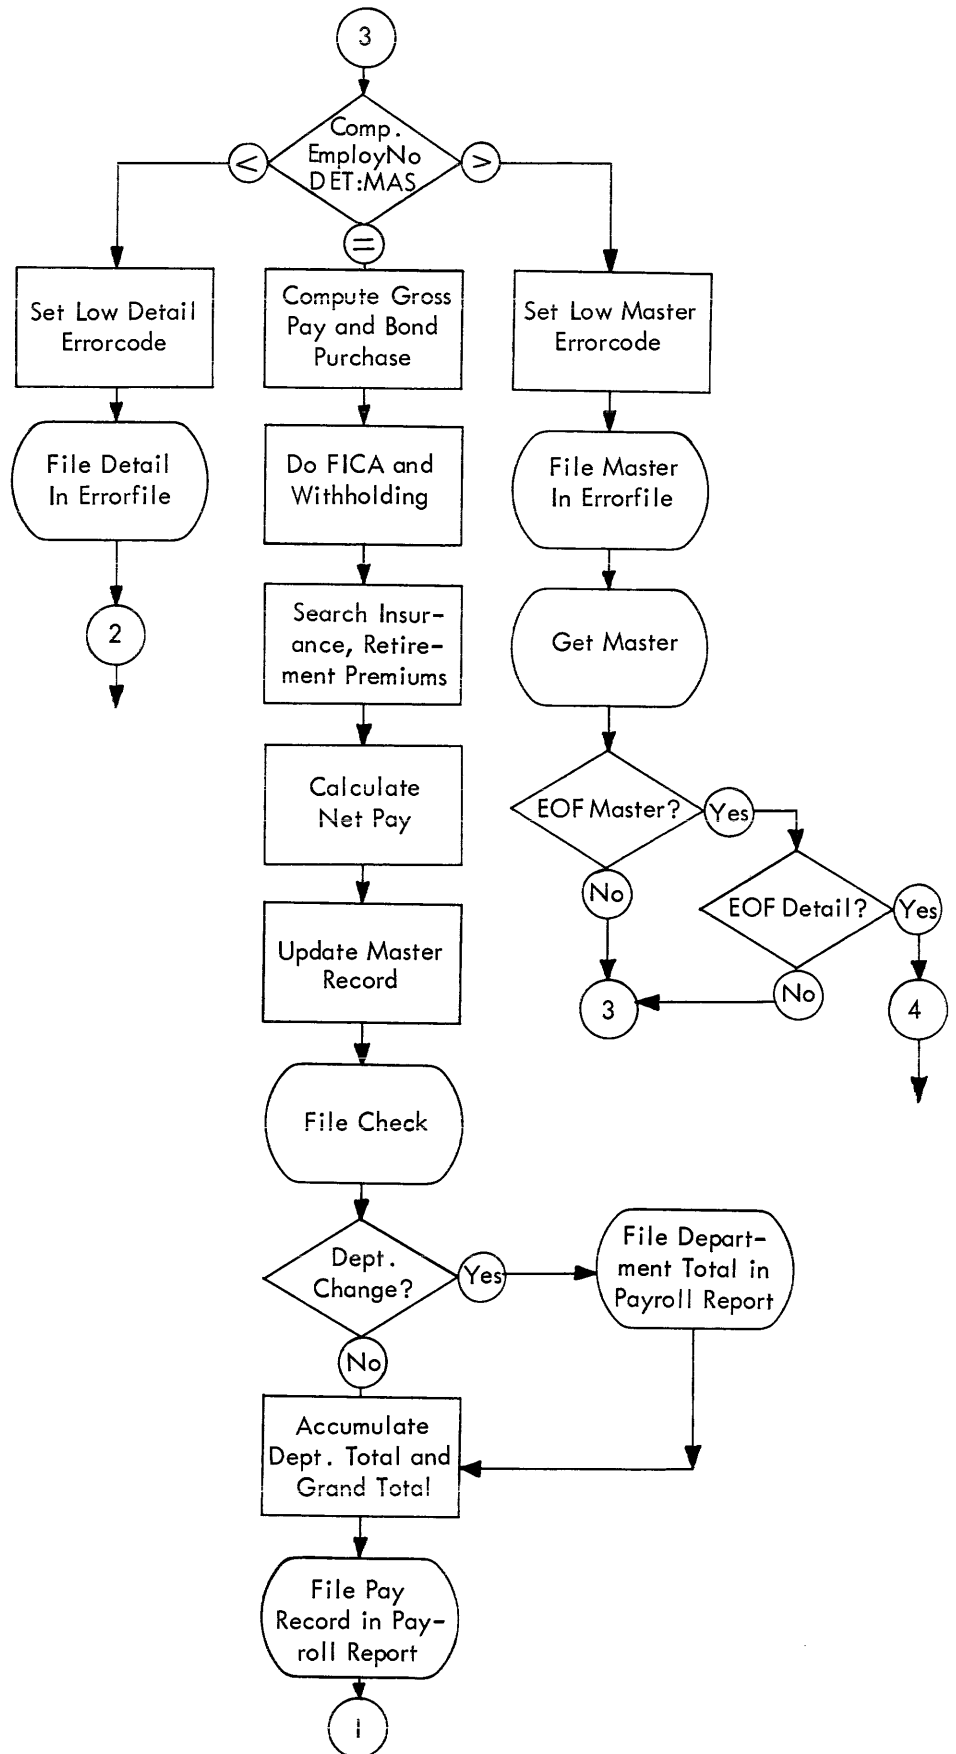 3
Comp.
EmployNo
DET:MAS
<
>
=
Set Low Detail
Errorcode
Compute Gross
Pay and Bond
Purchase
Set Low Master
Errorcode
File Detail
In Errorfile
Do FICA and
Withholding
File Master
In Errorfile
2
Search Insur-
ance, Retire-
ment Premiums
Get Master
Calculate
Net Pay
EOF Master?
Yes
No
EOF Detail?
Yes
Update Master
Record
3
No
4
File Check
Dept.
Change?
Yes
File Depart-
ment Total in
Payroll Report
No
Accumulate
Dept. Total and
Grand Total
File Pay
Record in Pay-
roll Report
1